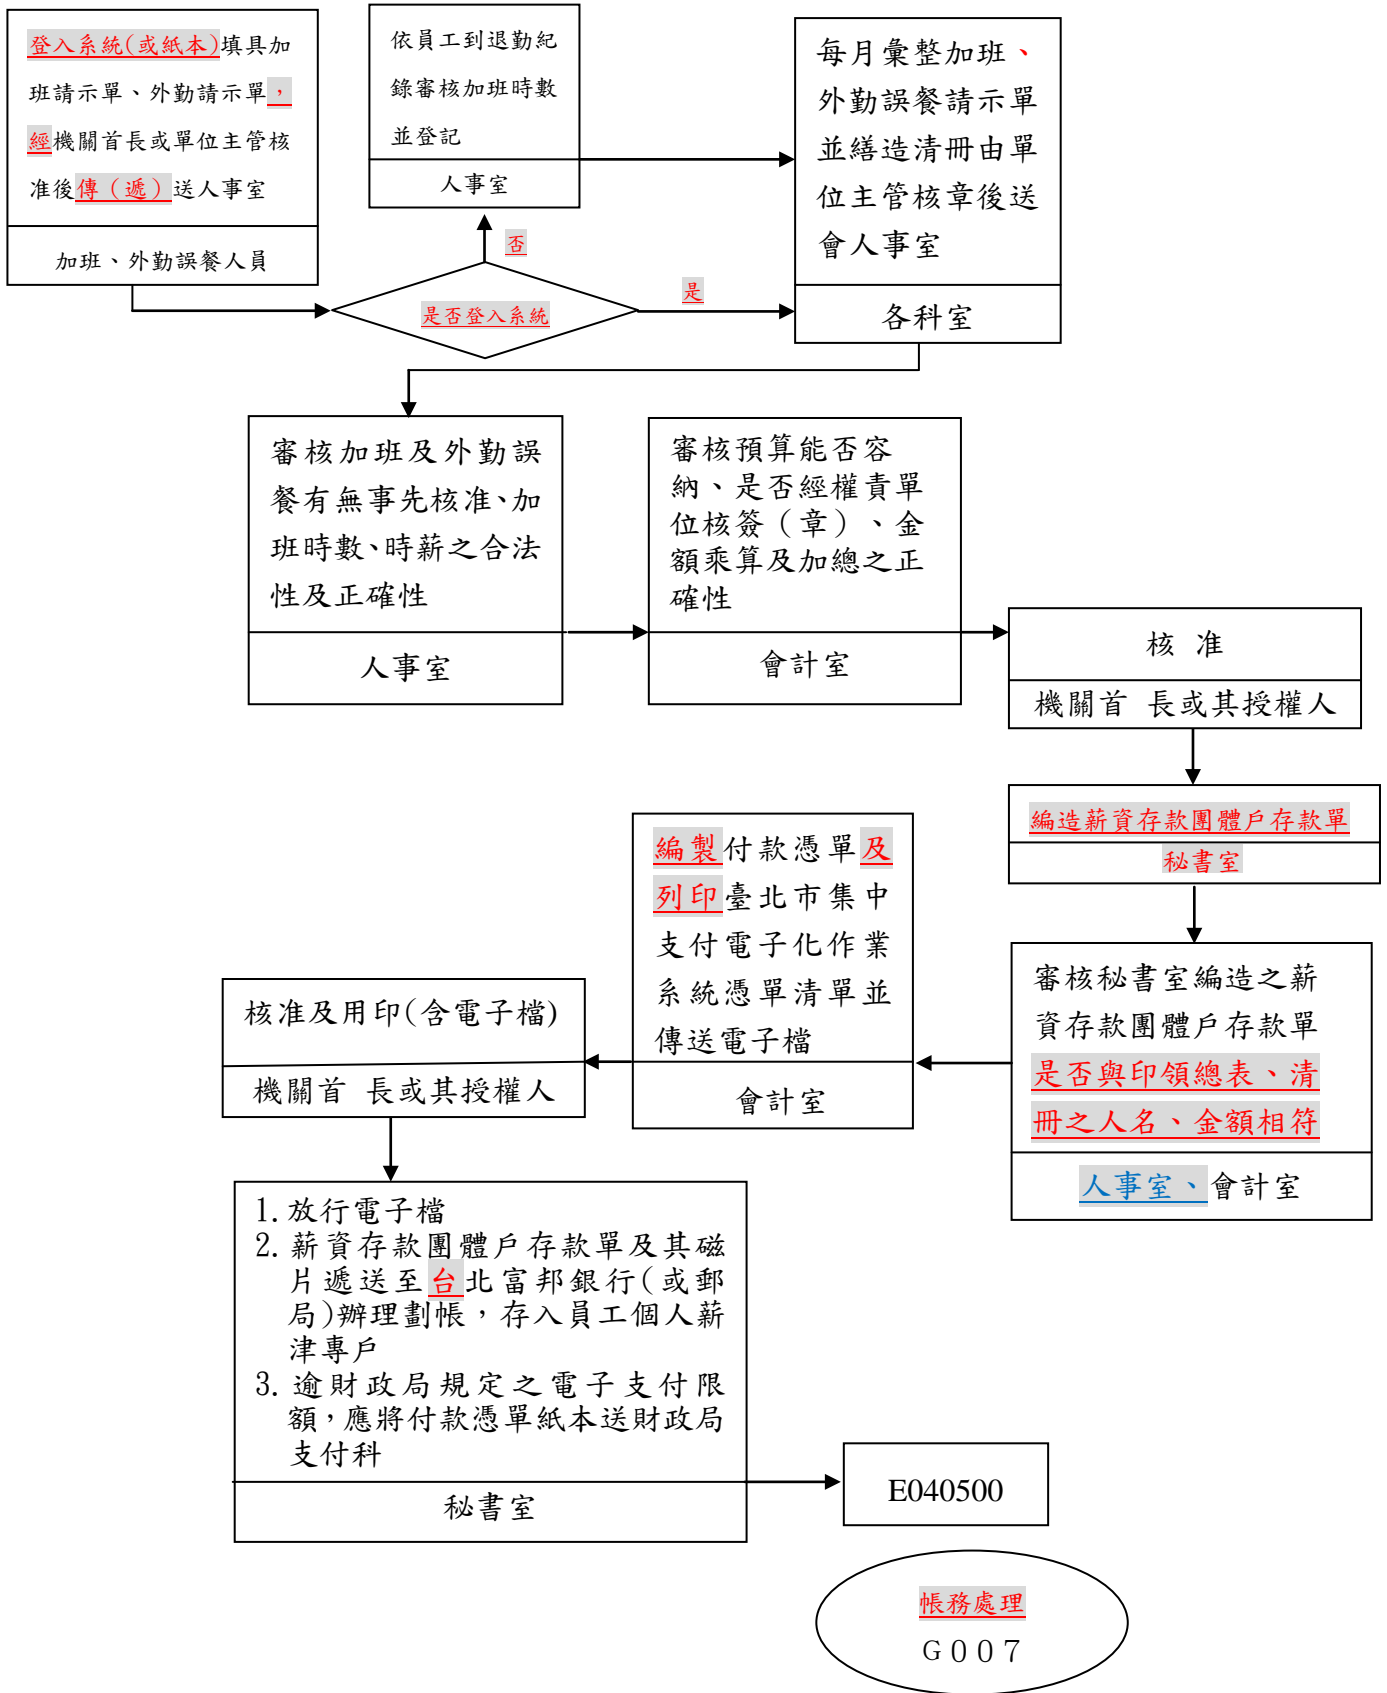 登入系統(或紙本)填具加
班請示單、外勤請示單，
經機關首長或單位主管核
准後傳（遞）送人事室
加班、外勤誤餐人員
依員工到退勤紀
錄審核加班時數
並登記
人事室
每月彙整加班、
外勤誤餐請示單
並繕造清冊由單
位主管核章後送
會人事室
各科室
否
是
是否登入系統
審核加班及外勤誤
餐有無事先核准、加
班時數、時薪之合法
性及正確性
人事室
審核預算能否容
納、是否經權責單
位核簽（章）、金
額乘算及加總之正
確性
會計室
核 准
機關首 長或其授權人
編造薪資存款團體戶存款單
秘書室
審核秘書室編造之薪
資存款團體戶存款單
是否與印領總表、清
冊之人名、金額相符
人事室、會計室
編製付款憑單及
列印臺北市集中
支付電子化作業
系統憑單清單並
傳送電子檔
會計室
核准及用印(含電子檔)
機關首 長或其授權人
1. 放行電子檔
2. 薪資存款團體戶存款單及其磁
片遞送至台北富邦銀行(或郵
局)辦理劃帳，存入員工個人薪
津專戶
3. 逾財政局規定之電子支付限
額，應將付款憑單紙本送財政局
支付科
秘書室
E040500
帳務處理
Ｇ００７